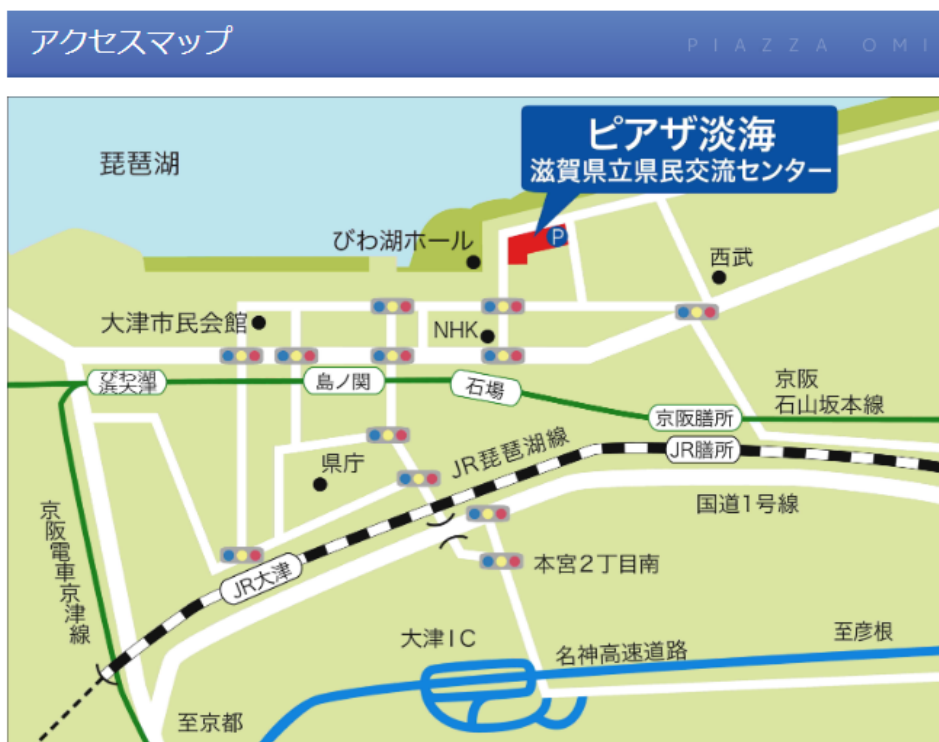 アクセスマップ
PIAZZA OMI
ピアザ淡海
滋賀県立県民交流センター
琵琶湖
びわ湖ホール
P
西武
大津市民会館
NHK
びわ湖
浜大津
島ノ関
石場
京阪
石山坂本線
京阪膳所
JR膳所
JR琵琶湖線
県庁
国道1号線
京阪電車京津線
JR大津
本宮2丁目南
大津IC
名神高速道路
至彦根
至京都